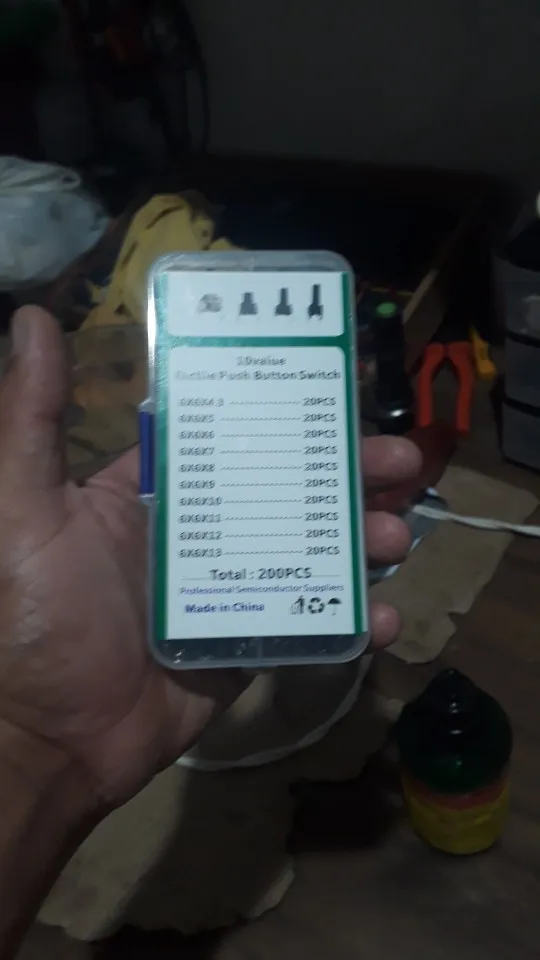 10value
Tactile Push Button Switch
6X6X4.3 20PCS
6X6X5 20PCS
6X6X6 20PCS
6X6X7 20PCS
6X6X8 20PCS
6X6X9 20PCS
6X6X10 20PCS
6X6X11 20PCS
6X6X12 20PCS
6X6X13 20PCS
Total : 200PCS
Professional Semiconductor Suppliers
Made in China